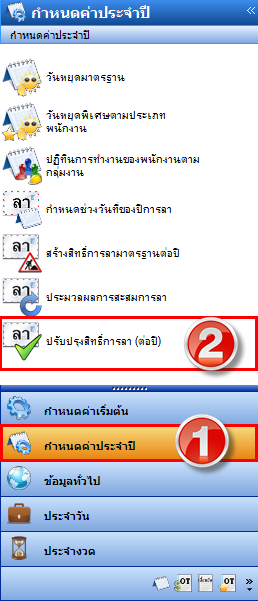 กำหนดค่าประจำปี
กำหนดค่าประจำปี
วันหยุดมาตรฐาน
วันหยุดพิเศษตามประเภท
พนักงาน
ปฏิทินการทำงานของพนักงานตาม
กลุ่มงาน
ลา
กำหนดช่วงวันที่ของปีการลา
ลา
สร้างสิทธิ์การลามาตรฐานต่อปี
ลา
ประมวลผลการสะสมการลา
ลา
ปรับปรุงสิทธิ์การลา (ต่อปี)
2
กำหนดค่าเริ่มต้น
กำหนดค่าประจำปี
1
ข้อมูลทั่วไป
ประจำวัน
ประจำงวด
OT
OT